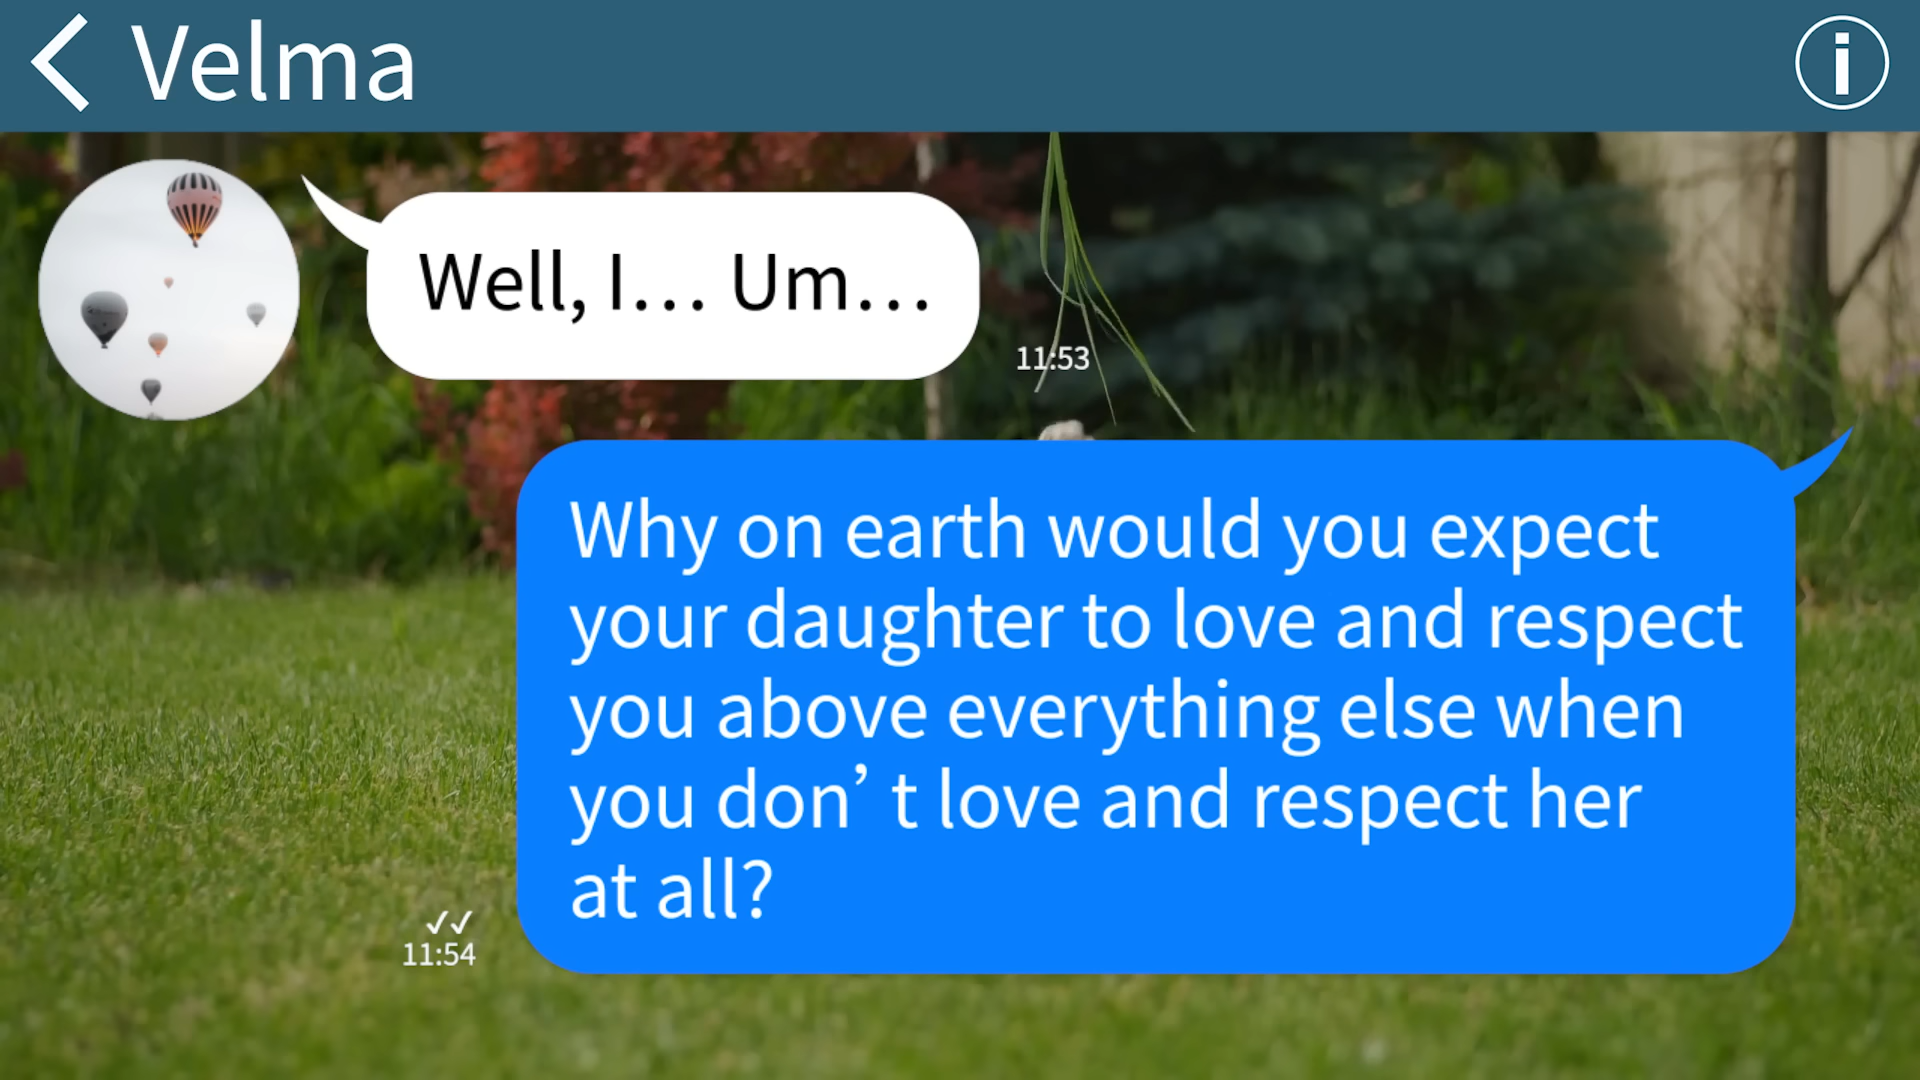 Velma
Well, I… Um…
11:53
Why on earth would you expect
your daughter to love and respect
you above everything else when
you don’t love and respect her
at all?
11:54